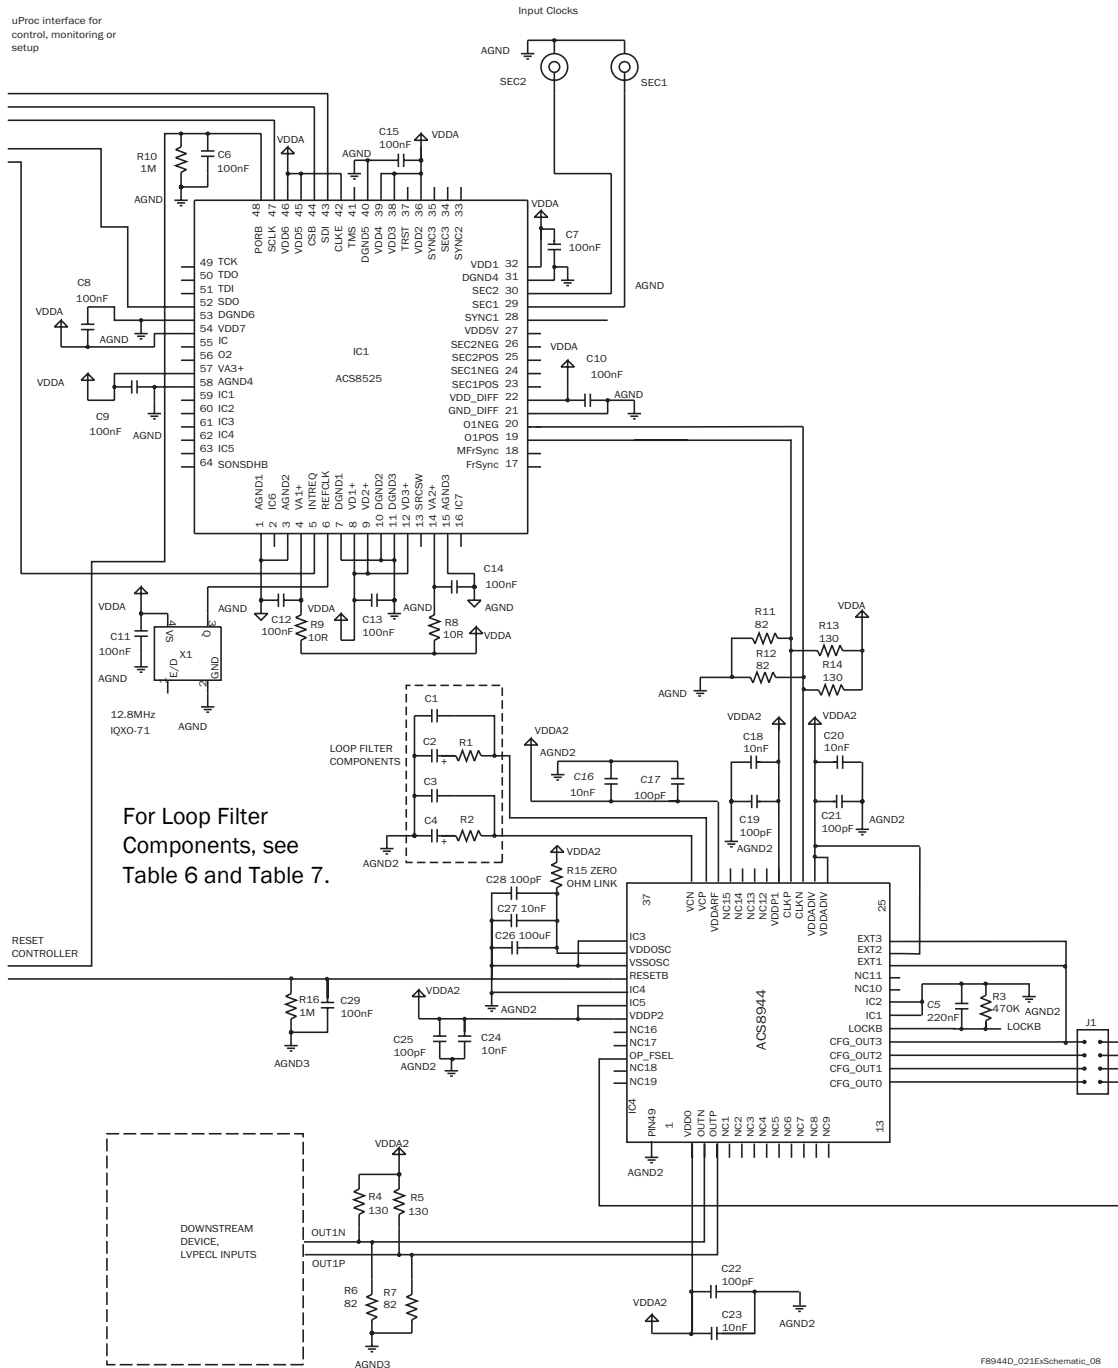 uProc interface for
control, monitoring or
setup
Input Clocks
AGND
SEC2
SEC1
R10
1M
C6
100nF
AGND
VDDA
C15
100nF
AGND
VDDA
48 47 46 45 44 43 42 41 40 39 38 37 36 35 34 33
PORB SCLK VDD6 VDD5 CSB SDI CLKE TMS DGND5 VDD4 VDD3 TRST VDD2 SYNC3 SEC3 SYNC2
VDDA
C7
100nF
AGND
49 TCK
50 TDO
51 TDI
52 SDO
53 DGND6
54 VDD7
55 IC
56 O2
57 VA3+
58 AGND4
59 IC1
60 IC2
61 IC3
62 IC4
63 IC5
64 SONSDHB
C8
100nF
VDDA
AGND
VDDA
C9
100nF
AGND
IC1
ACS8525
VDD1 32
DGND4 31
SEC2 30
SEC1 29
SYNC1 28
VDD5V 27
SEC2NEG 26
SEC2POS 25
SEC1NEG 24
SEC1POS 23
VDD_DIFF 22
GND_DIFF 21
O1NEG 20
O1POS 19
MFrSync 18
FrSync 17
VDDA
C10
100nF
AGND
AGND1 IC6 AGND2 VA1+ INTREQ REFCLK DGND1 VD1+ VD2+ DGND2 DGND3 VD3+ SRCSW VA2+ AGND3 IC7
1 2 3 4 5 6 7 8 9 10 11 12 13 14 15 16
C14
100nF
AGND
AGND
C12
100nF
R9
10R
VDDA
C13
100nF
AGND
R8
10R
VDDA
VDDA
C11
100nF
AGND
4 VS
3 Q
X1
1 E/D
2 GND
12.8MHz
IQXO-71
AGND
R11
82
R12
82
AGND
R13
130
R14
130
VDDA
LOOP FILTER
COMPONENTS
C1
C2
+
R1
C3
C4
+
R2
AGND2
For Loop Filter
Components, see
Table 6 and Table 7.
VDDA2
AGND2
C16
10nF
C17
100pF
VDDA2
C18
10nF
C19
100pF
AGND2
VDDA2
C20
10nF
C21
100pF
AGND2
VDDA2
R15 ZERO
OHM LINK
C28 100pF
C27 10nF
C26 100uF
AGND2
RESET
CONTROLLER
R16
1M
C29
100nF
AGND3
VDDA2
C25
100pF
C24
10nF
AGND2
37
VCN VCP VDDARF NC15 NC14 NC13 NC12 VDDP1 CLKP CLKN VDDADIV VDDADIV
25
IC3
VDDOSC
VSSOSC
RESETB
IC4
IC5
VDDP2
NC16
NC17
OP_FSEL
NC18
NC19
ACS8944
IC4
EXT3
EXT2
EXT1
NC11
NC10
IC2
IC1
LOCKB
CFG_OUT3
CFG_OUT2
CFG_OUT1
CFG_OUT0
C5
220nF
R3
470K
AGND2
LOCKB
J1
PIN49
1
VDDO OUTN OUTP NC1 NC2 NC3 NC4 NC5 NC6 NC7 NC8 NC9
13
AGND2
DOWNSTREAM
DEVICE,
LVPECL INPUTS
VDDA2
R4
130
R5
130
OUT1N
OUT1P
R6
82
R7
82
AGND3
C22
100pF
VDDA2
C23
10nF
AGND2
F8944D_021ExSchematic_08